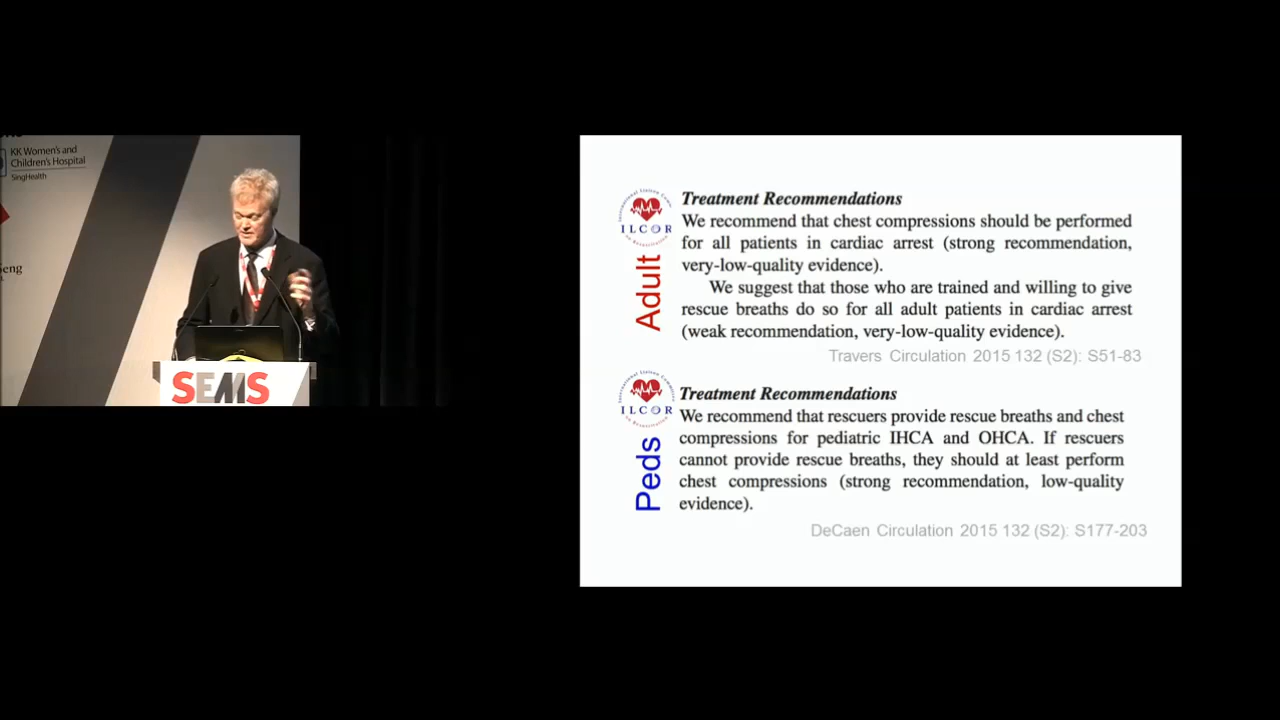 KK Women's and
Children's Hospital
SingHealth
SEMS
ILCOR
Adult
Treatment Recommendations
We recommend that chest compressions should be performed
for all patients in cardiac arrest (strong recommendation,
very-low-quality evidence).
We suggest that those who are trained and willing to give
rescue breaths do so for all adult patients in cardiac arrest
(weak recommendation, very-low-quality evidence).
Travers Circulation 2015 132 (S2): S51-83
ILCOR
Peds
Treatment Recommendations
We recommend that rescuers provide rescue breaths and chest
compressions for pediatric IHCA and OHCA. If rescuers
cannot provide rescue breaths, they should at least perform
chest compressions (strong recommendation, low-quality
evidence).
DeCaen Circulation 2015 132 (S2): S177-203